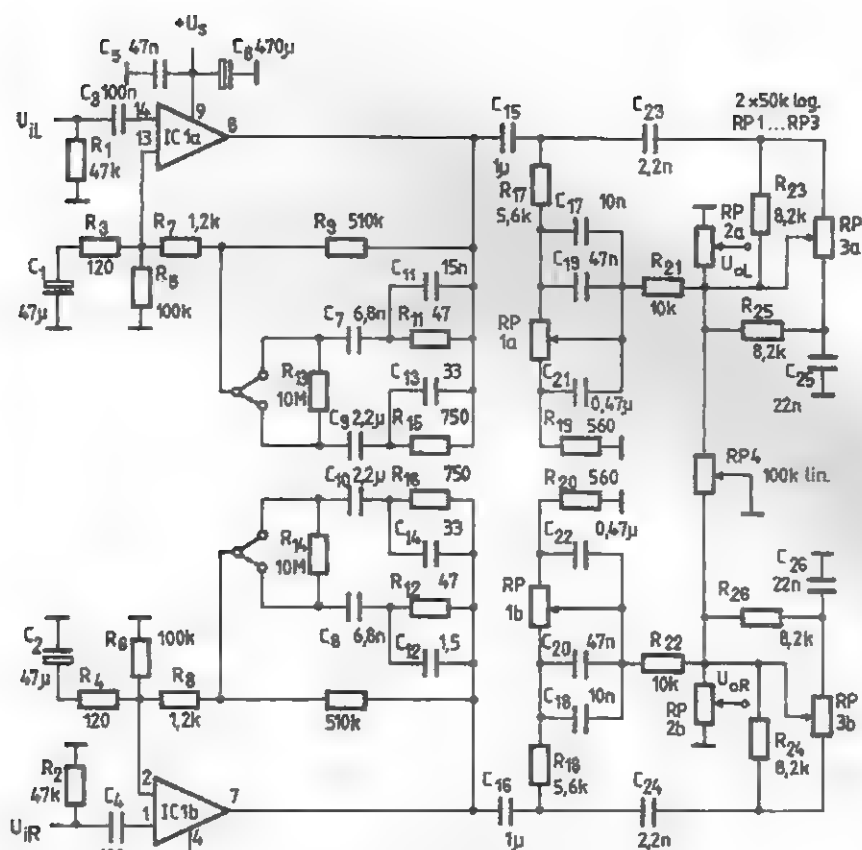 +Us
C5 47n
C6 470µ
C3 100n
14
9
UiL
13
IC1a
8
R1
47k
C15
1µ
C23
2,2n
2×50k log.
RP1...RP3
R3
120
R7 1,2k
R9 510k
C1
47µ
R5
100k
C11
15n
C7 6,8n
R11 47
R13
10M
C13 33
C9 2,2µ
R15 750
R17
5,6k
C17 10n
C19 47n
RP
1a
C21
0,47µ
R19 560
R21
10k
RP
2a
UoL
R23
8,2k
RP
3a
R25
8,2k
C25
22n
RP4
100k lin.
C10 2,2µ
R16 750
R14
10M
C14 33
R12
47
C8 6,8n
C12 1,5
R20 560
C22
0,47µ
RP
1b
C20 47n
C18 10n
R22
10k
R26
8,2k
C26
22n
UoR
RP
2b
RP
3b
R24
8,2k
C2
47µ
R6
100k
R4
120
R8
1,2k
510k
R2
47k
C4
UiR
2
1
IC1b
7
4
R18
5,6k
C16
1µ
C24
2,2n